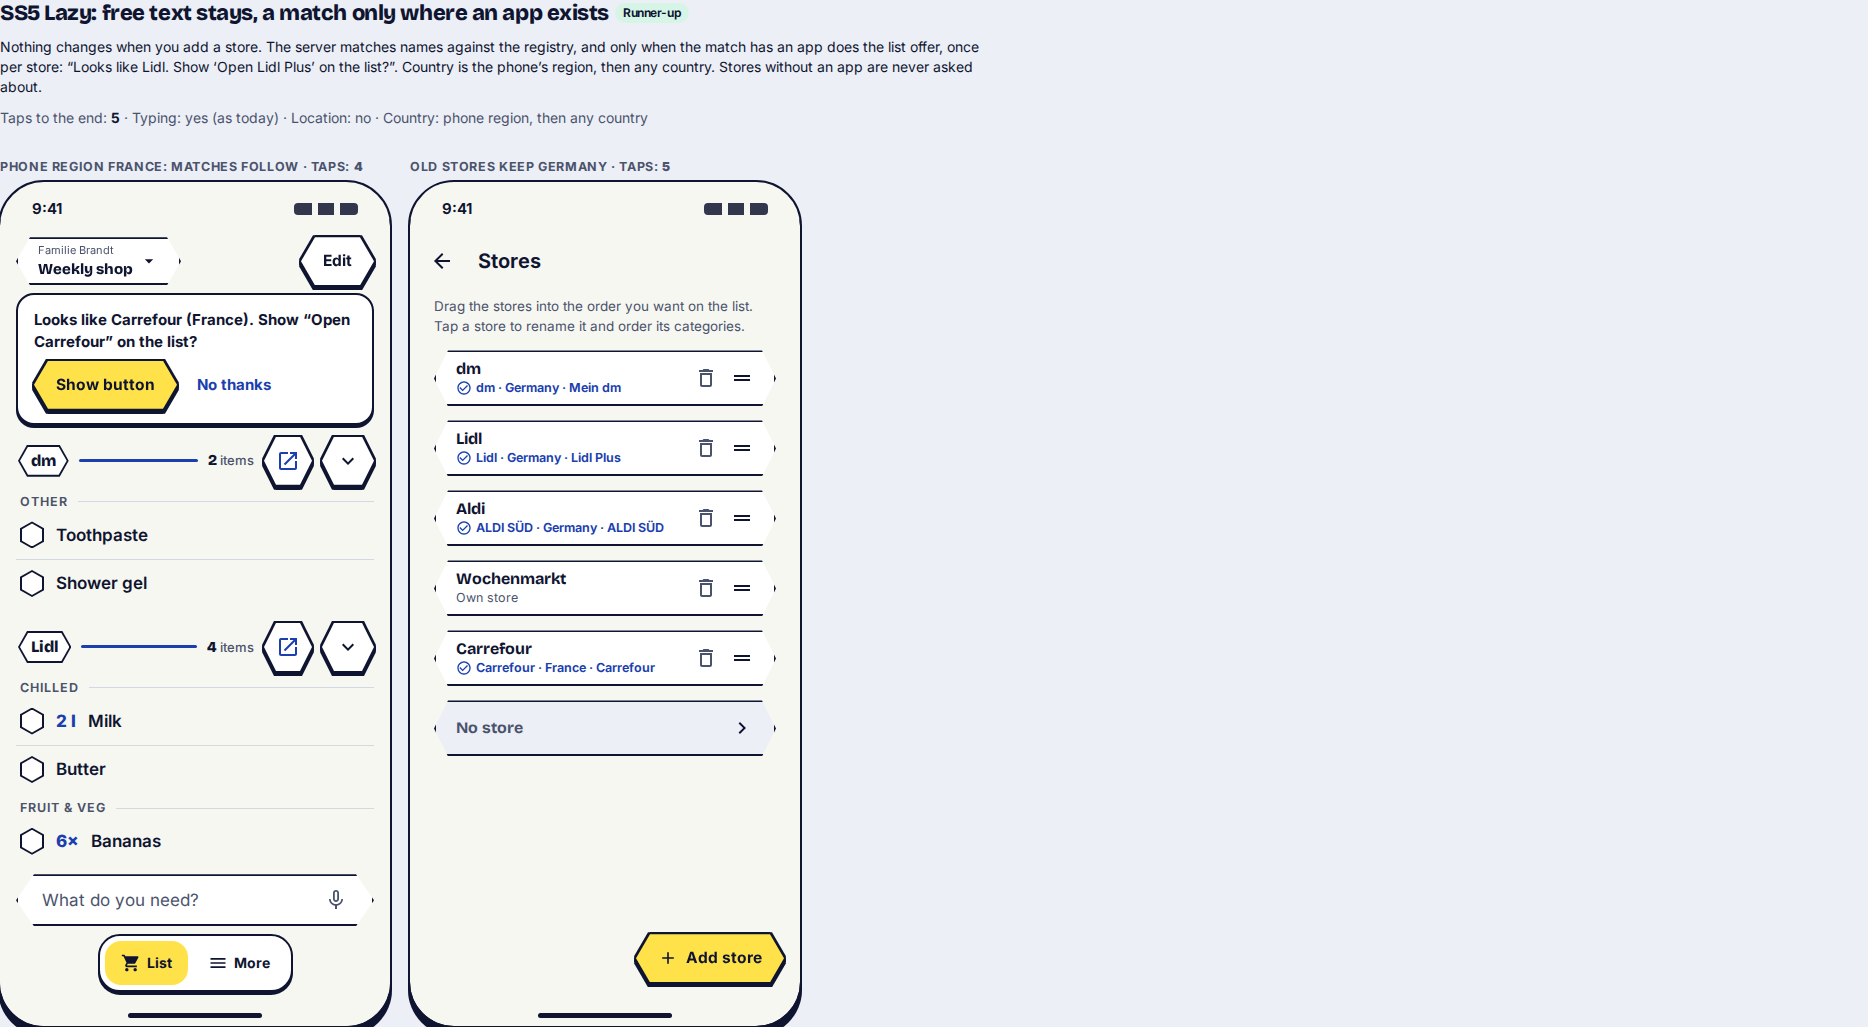 SS5 Lazy: free text stays, a match only where an app exists Runner-up
Nothing changes when you add a store. The server matches names against the registry, and only when the match has an app does the list offer, once
per store: “Looks like Lidl. Show ‘Open Lidl Plus’ on the list?”. Country is the phone’s region, then any country. Stores without an app are never asked
about.
Taps to the end: 5 · Typing: yes (as today) · Location: no · Country: phone region, then any country
PHONE REGION FRANCE: MATCHES FOLLOW · TAPS: 4
9:41
Familie Brandt
Weekly shop
Edit
Looks like Carrefour (France). Show “Open
Carrefour” on the list?
Show button
No thanks
dm
2 items
OTHER
Toothpaste
Shower gel
Lidl
4 items
CHILLED
2 l Milk
Butter
FRUIT & VEG
6× Bananas
What do you need?
List
More
OLD STORES KEEP GERMANY · TAPS: 5
9:41
Stores
Drag the stores into the order you want on the list.
Tap a store to rename it and order its categories.
dm
dm · Germany · Mein dm
Lidl
Lidl · Germany · Lidl Plus
Aldi
ALDI SÜD · Germany · ALDI SÜD
Wochenmarkt
Own store
Carrefour
Carrefour · France · Carrefour
No store
+ Add store